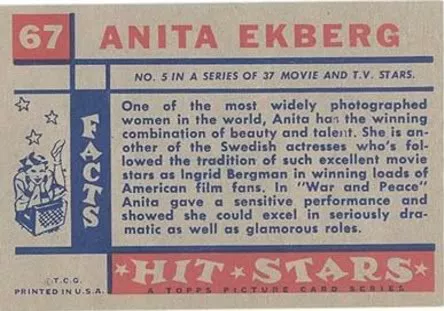 67
ANITA EKBERG
NO. 5 IN A SERIES OF 37 MOVIE AND T.V. STARS.
FACTS
One of the most widely photographed
women in the world, Anita has the winning
combination of beauty and talent. She is an-
other of the Swedish actresses who's fol-
lowed the tradition of such excellent movie
stars as Ingrid Bergman in winning loads of
American film fans. In "War and Peace"
Anita gave a sensitive performance and
showed she could excel in seriously dra-
matic as well as glamorous roles.
©T.C.G.
PRINTED IN U.S.A.
HIT STARS
A TOPPS PICTURE CARD SERIES